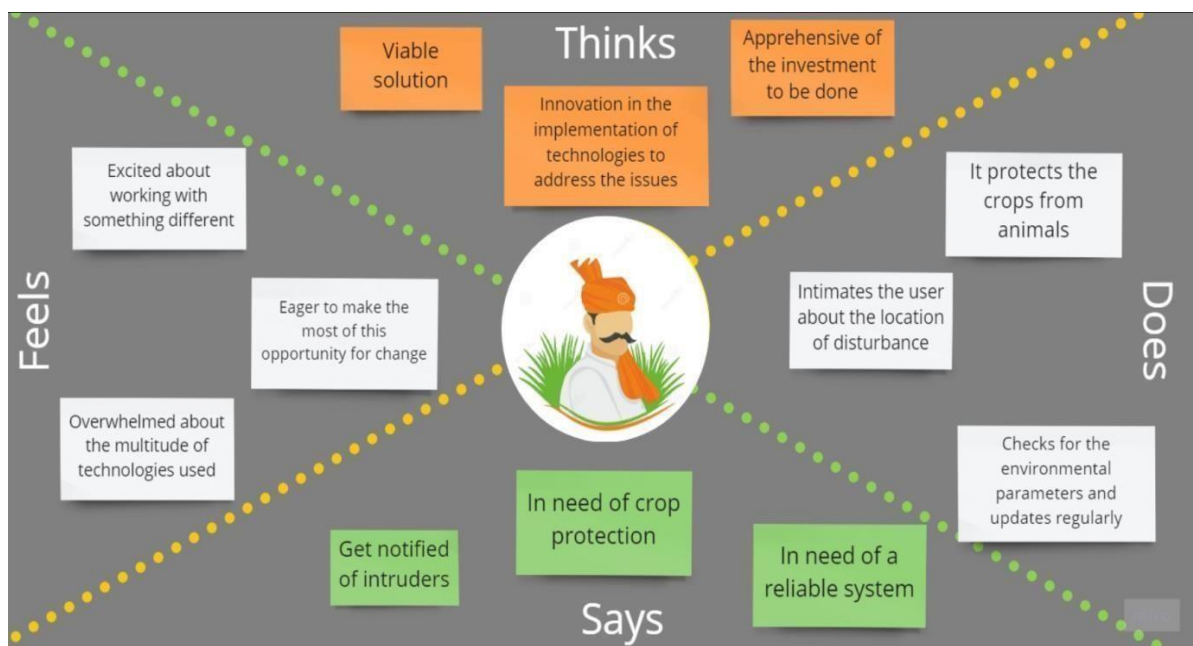 Thinks
Viable
solution
Innovation in the
implementation of
technologies to
address the issues
Apprehensive of
the investment
to be done
Feels
Excited about
working with
something different
Eager to make the
most of this
opportunity for change
Overwhelmed about
the multitude of
technologies used
Does
It protects the
crops from
animals
Intimates the user
about the location
of disturbance
Checks for the
environmental
parameters and
updates regularly
Get notified
of intruders
In need of crop
protection
In need of a
reliable system
Says